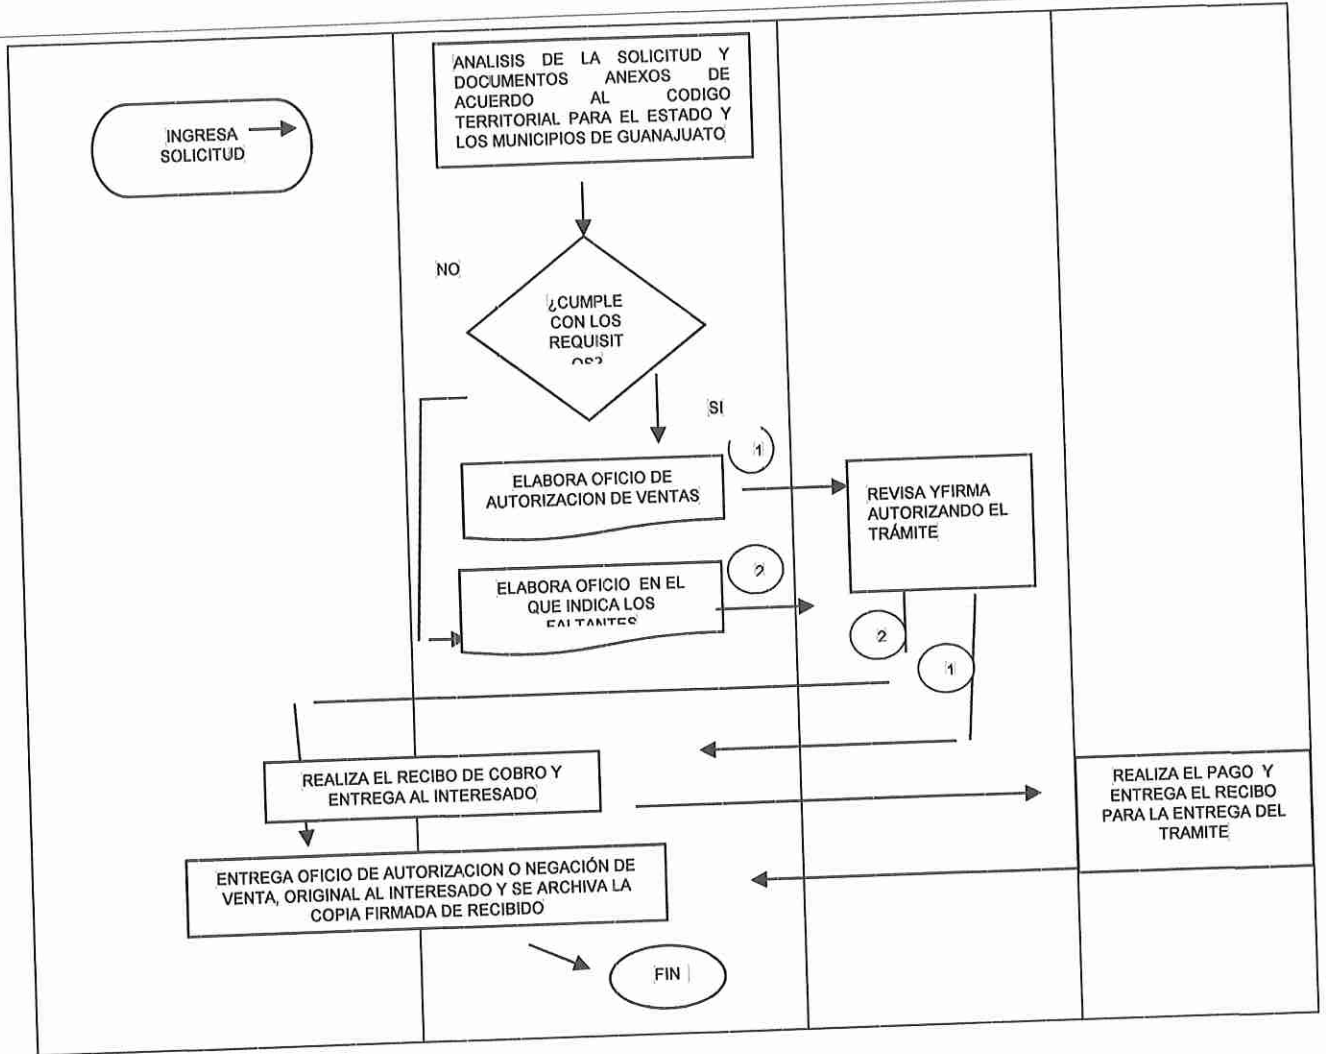 ANALISIS DE LA SOLICITUD Y
DOCUMENTOS ANEXOS DE
ACUERDO AL CODIGO
TERRITORIAL PARA EL ESTADO Y
LOS MUNICIPIOS DE GUANAJUATO
INGRESA
SOLICITUD
NO
¿CUMPLE
CON LOS
REQUISIT
OS?
SI
1
ELABORA OFICIO DE
AUTORIZACION DE VENTAS
REVISA YFIRMA
AUTORIZANDO EL
TRÁMITE
2
ELABORA OFICIO EN EL
QUE INDICA LOS
FALTANTES
2
1
REALIZA EL RECIBO DE COBRO Y
ENTREGA AL INTERESADO
REALIZA EL PAGO Y
ENTREGA EL RECIBO
PARA LA ENTREGA DEL
TRAMITE
ENTREGA OFICIO DE AUTORIZACION O NEGACIÓN DE
VENTA, ORIGINAL AL INTERESADO Y SE ARCHIVA LA
COPIA FIRMADA DE RECIBIDO
FIN